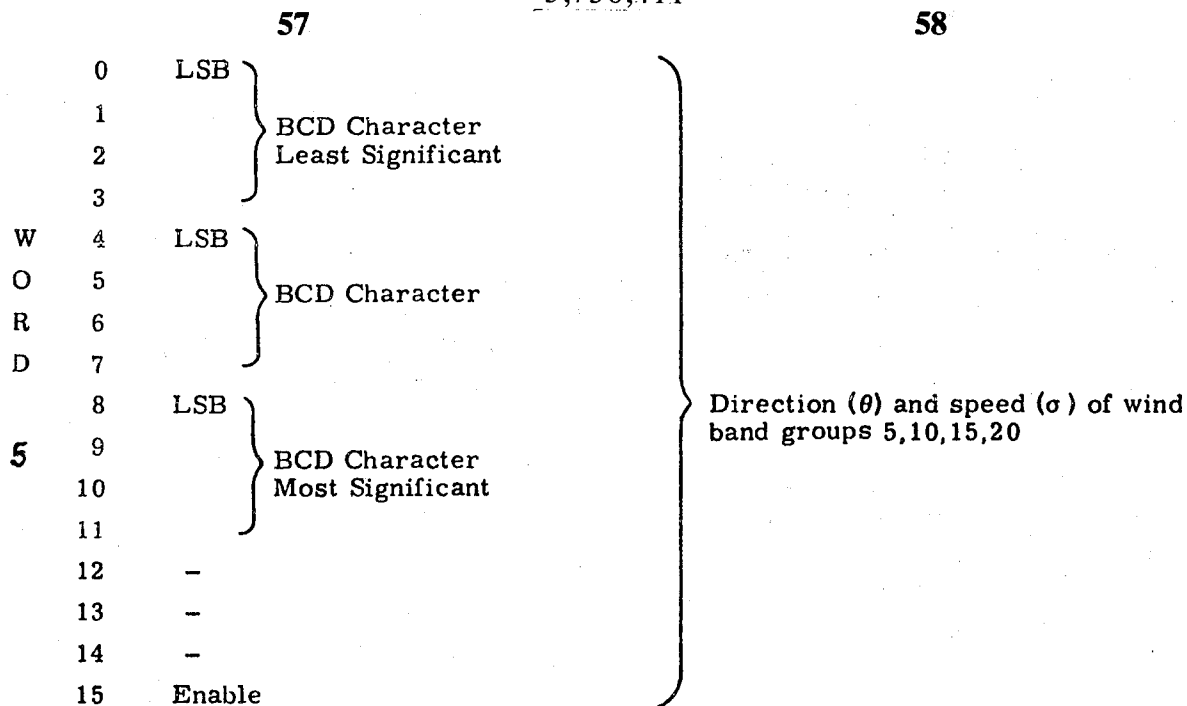 57 58
0 LSB
1 BCD Character
2 Least Significant
3
W 4 LSB
O 5 BCD Character
R 6
D 7
8 LSB Direction (θ) and speed (σ) of wind
band groups 5,10,15,20
5 9 BCD Character
10 Most Significant
11
12 –
13 –
14 –
15 Enable